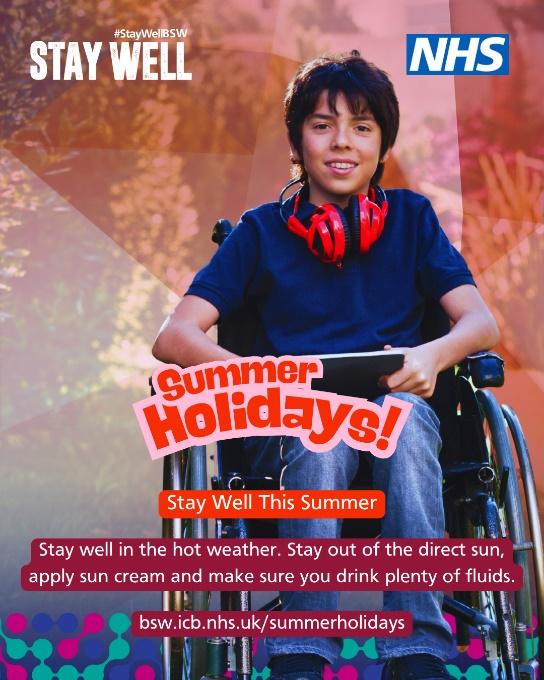 #StayWellBSW
STAY WELL
NHS
Summer
Holidays!
Stay Well This Summer
Stay well in the hot weather. Stay out of the direct sun,
apply sun cream and make sure you drink plenty of fluids.
bsw.icb.nhs.uk/summerholidays